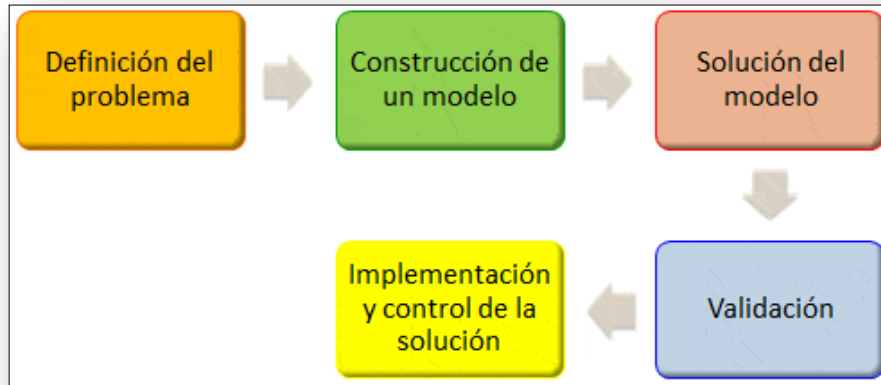 Definición del
problema
Construcción de
un modelo
Solución del
modelo
Validación
Implementación
y control de la
solución